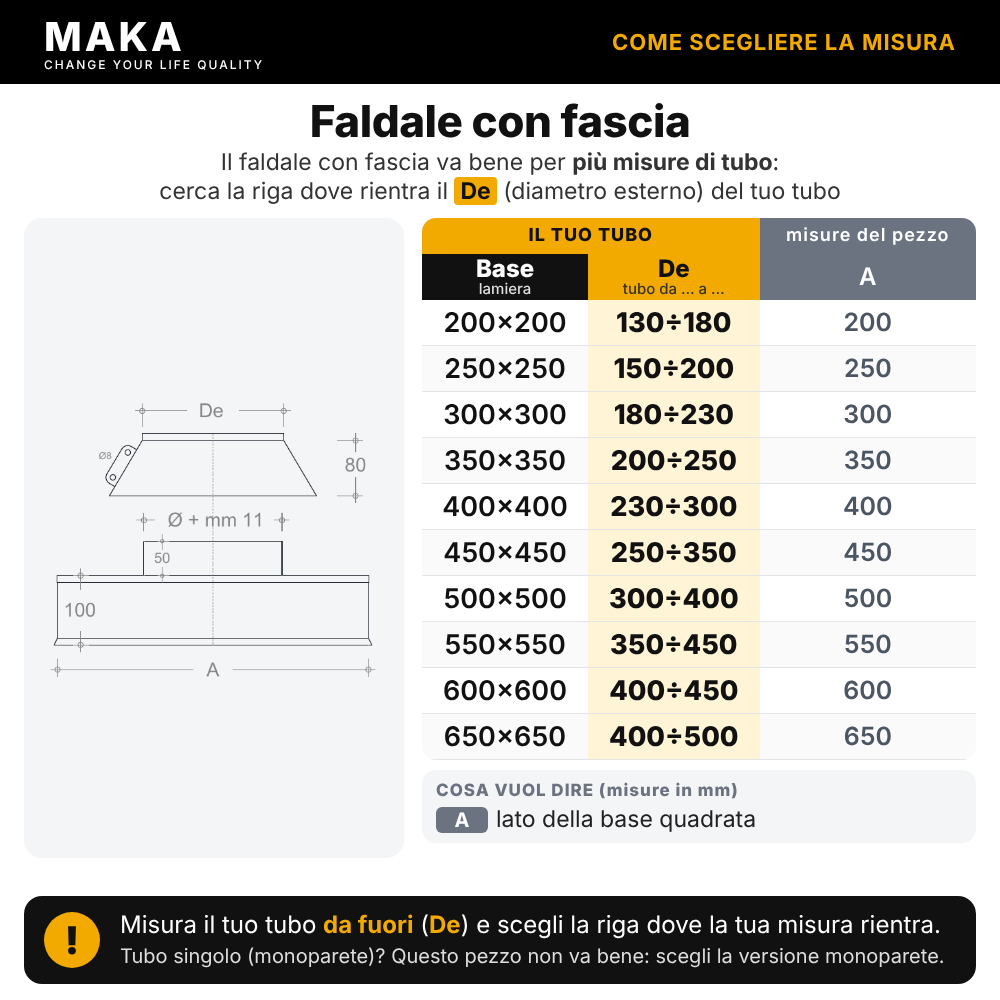 MAKA
CHANGE YOUR LIFE QUALITY
COME SCEGLIERE LA MISURA
Faldale con fascia
Il faldale con fascia va bene per più misure di tubo:
cerca la riga dove rientra il De (diametro esterno) del tuo tubo
De
Ø8
80
Ø + mm 11
50
100
A
IL TUO TUBO misure del pezzo
Base De A
lamiera tubo da ... a ...
200×200 130÷180 200
250×250 150÷200 250
300×300 180÷230 300
350×350 200÷250 350
400×400 230÷300 400
450×450 250÷350 450
500×500 300÷400 500
550×550 350÷450 550
600×600 400÷450 600
650×650 400÷500 650
COSA VUOL DIRE (misure in mm)
A lato della base quadrata
! Misura il tuo tubo da fuori (De) e scegli la riga dove la tua misura rientra.
Tubo singolo (monoparete)? Questo pezzo non va bene: scegli la versione monoparete.